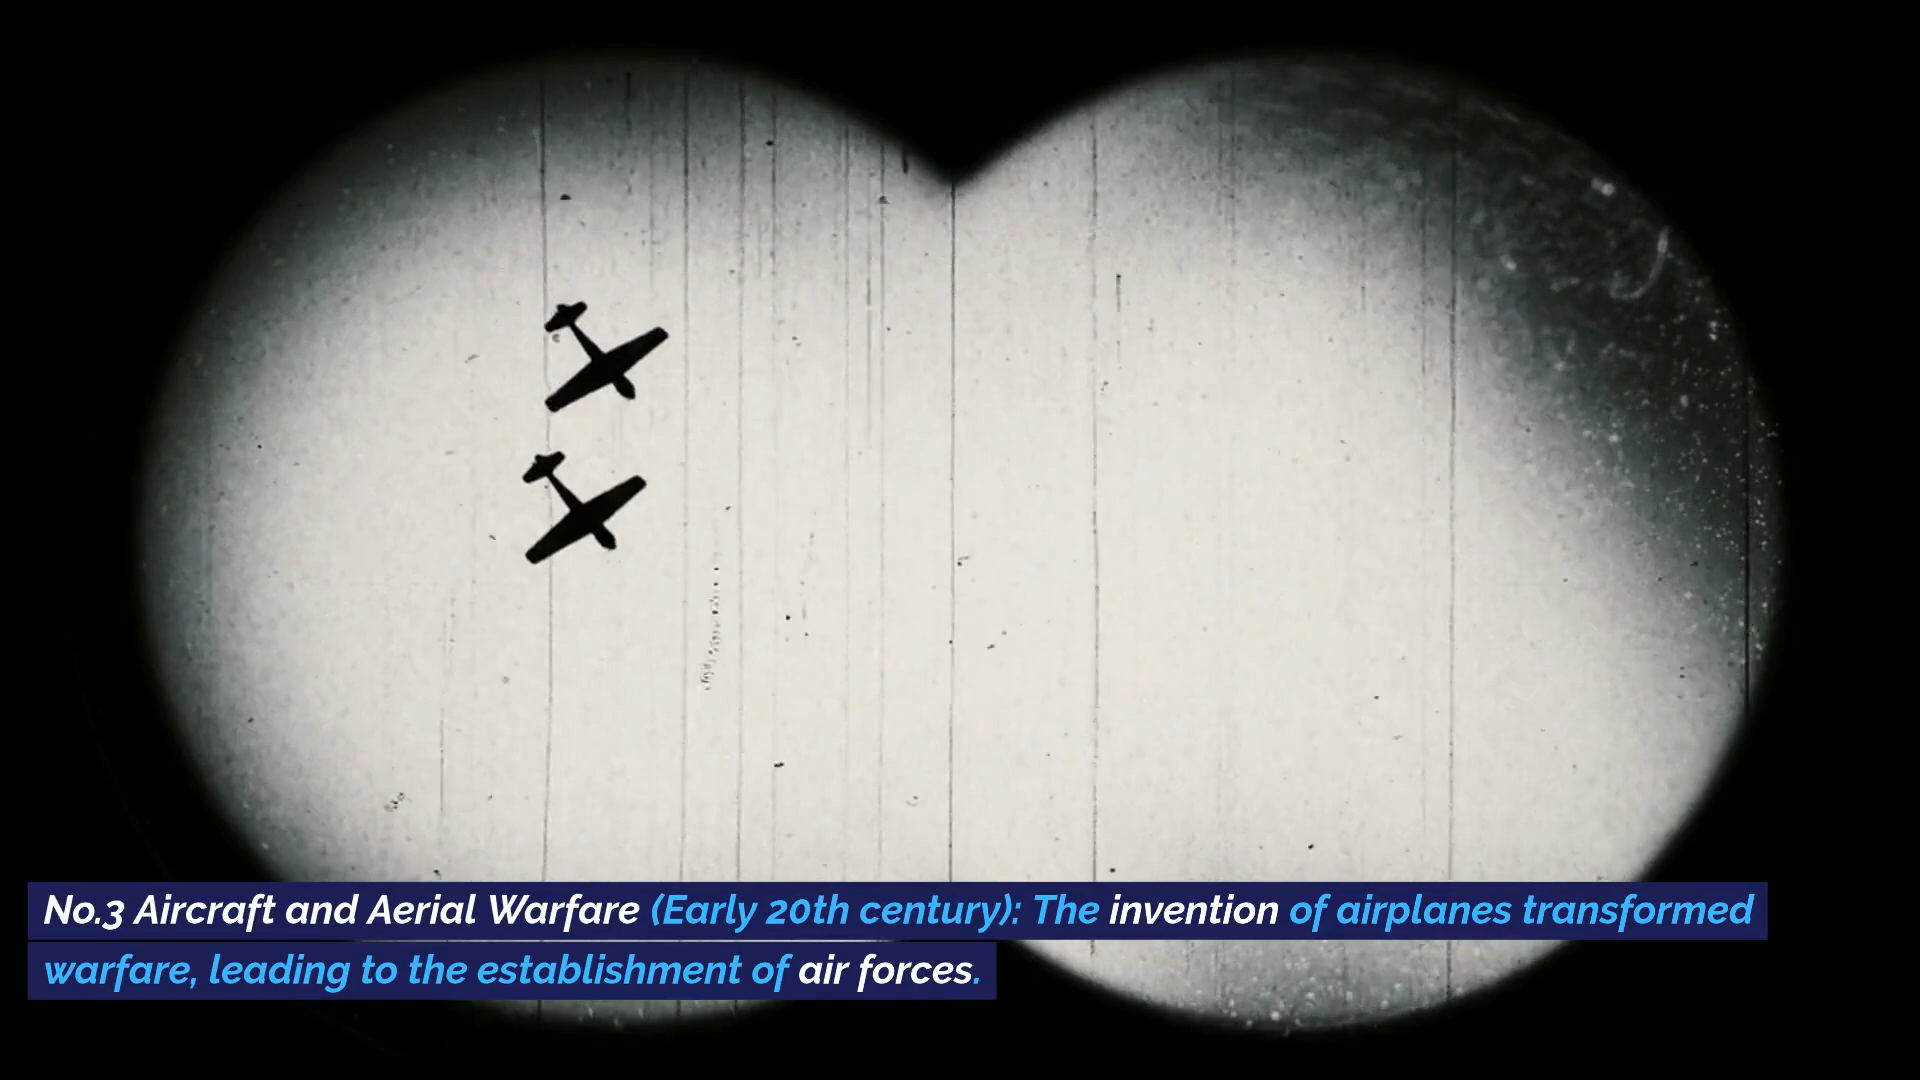 No.3 Aircraft and Aerial Warfare (Early 20th century): The invention of airplanes transformed
warfare, leading to the establishment of air forces.